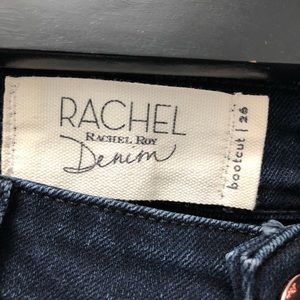 RACHEL
RACHEL ROY
Denim
bootcut | 26